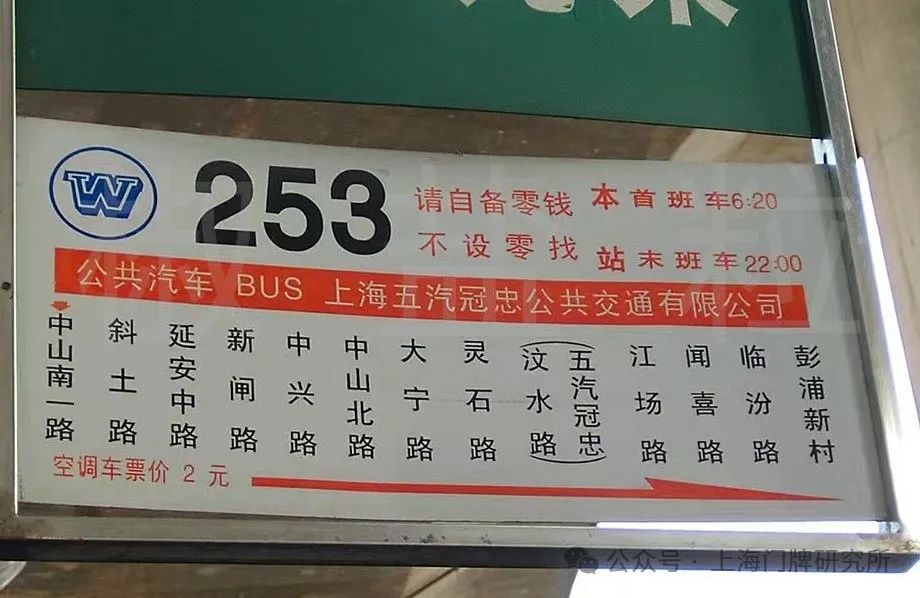 W
253
请自备零钱
不设零找
本站
首班车6:20
末班车22:00
公共汽车 BUS 上海五汽冠忠公共交通有限公司
中山南一路
斜土路
延安中路
新闸路
中兴路
中山北路
大宁路
灵石路
汶水路
(五汽冠忠)
江场路
闻喜路
临汾路
彭浦新村
空调车票价 2 元
公众号·上海门牌研究所